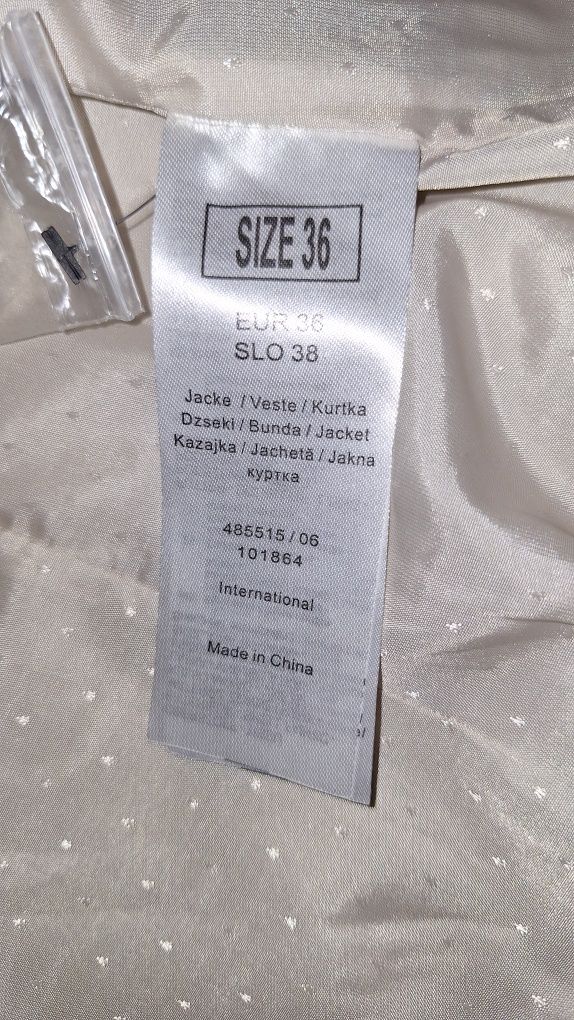 SIZE 36
EUR 36
SLO 38
Jacke / Veste / Kurtka
Dzseki / Bunda / Jacket
Kazajka / Jachetă / Jakna
куртка
485515 / 06
101864
International
Made in China